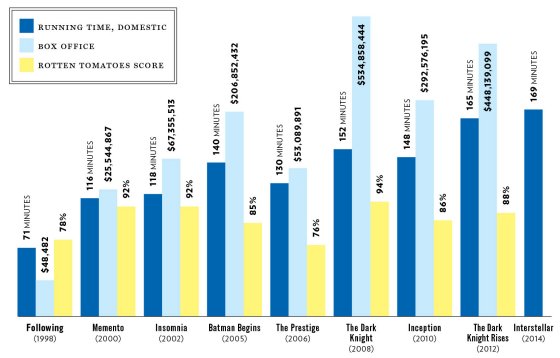 RUNNING TIME, DOMESTIC
BOX OFFICE
ROTTEN TOMATOES SCORE
71 MINUTES
$48,482
78%
116 MINUTES
$25,544,867
92%
118 MINUTES
$67,355,513
92%
140 MINUTES
$206,852,432
85%
130 MINUTES
$53,089,891
76%
152 MINUTES
$534,858,444
94%
148 MINUTES
$292,576,195
86%
165 MINUTES
$448,139,099
88%
169 MINUTES
Following
(1998)
Memento
(2000)
Insomnia
(2002)
Batman Begins
(2005)
The Prestige
(2006)
The Dark
Knight
(2008)
Inception
(2010)
The Dark
Knight Rises
(2012)
Interstellar
(2014)